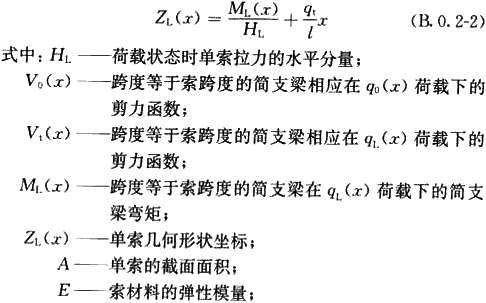 Z_L(x) = \frac{M_L(x)}{H_L} + \frac{q_t}{l}x (B.0.2-2)
式中:H_L——荷载状态时单索拉力的水平分量;
V_0(x)——跨度等于索跨度的简支梁相应在 q_0(x) 荷载下的
剪力函数;
V_t(x)——跨度等于索跨度的简支梁相应在 q_L(x) 荷载下的
剪力函数;
M_L(x)——跨度等于索跨度的简支梁在 q_L(x) 荷载下的简支
梁弯矩;
Z_L(x)——单索几何形状坐标;
A——单索的截面面积;
E——索材料的弹性模量;